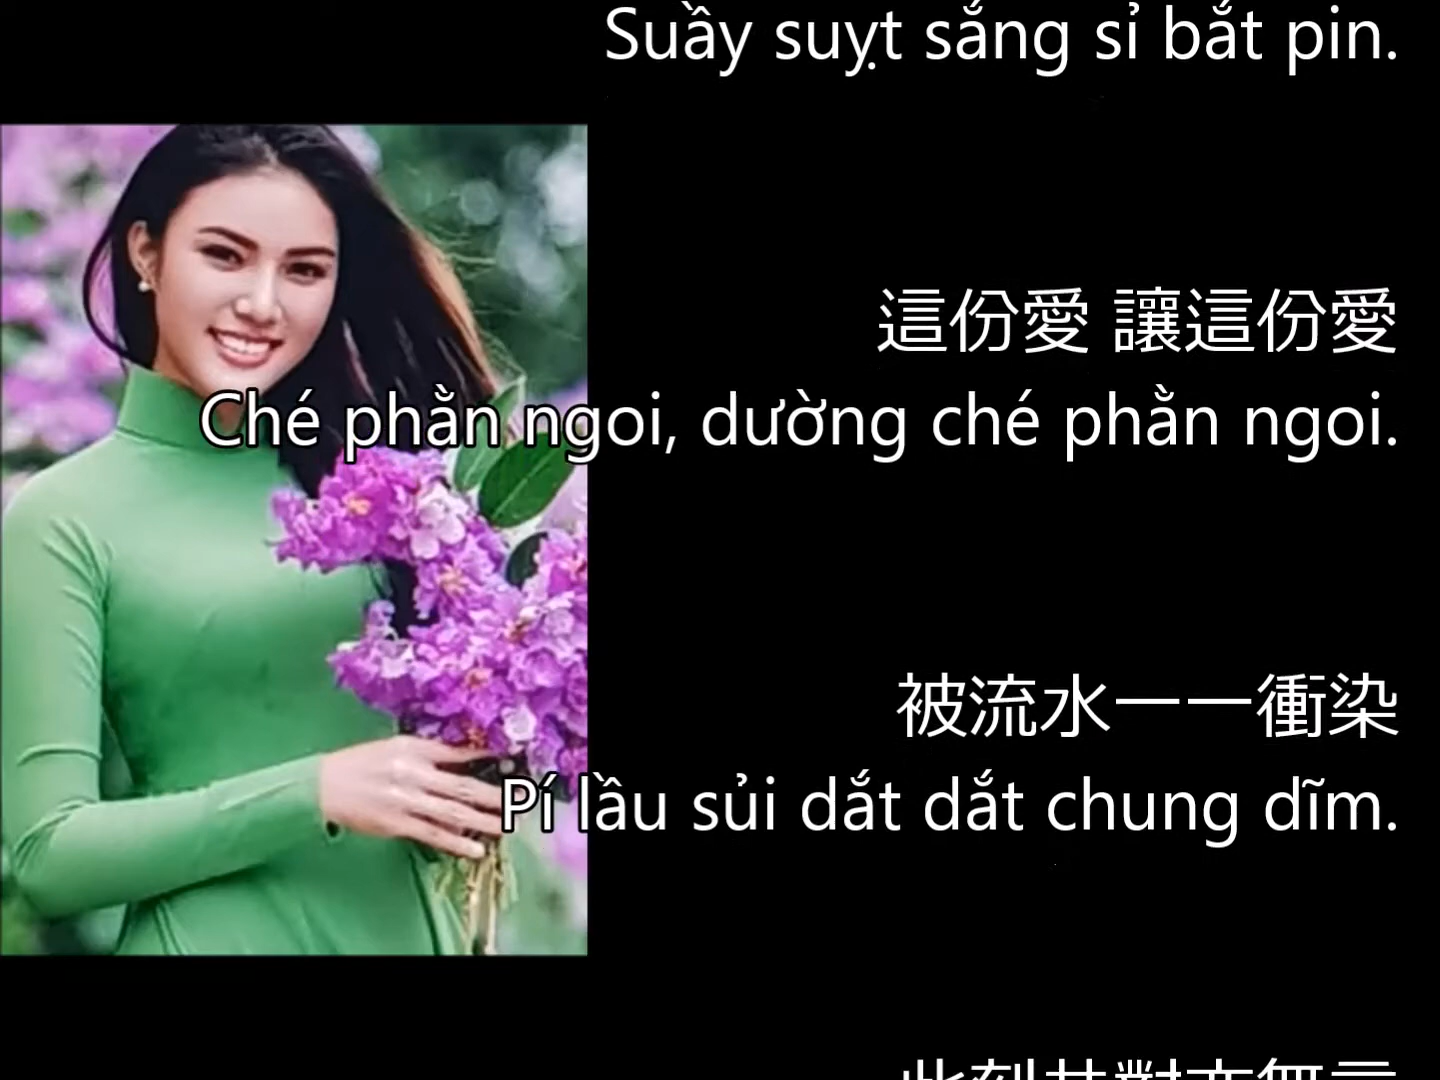 Suầy suỵt sắng sỉ bắt pin.
這份愛 讓這份愛
Ché phằn ngoi, dường ché phằn ngoi.
被流水一一衝染
Pí lầu sủi dắt dắt chung dĩm.